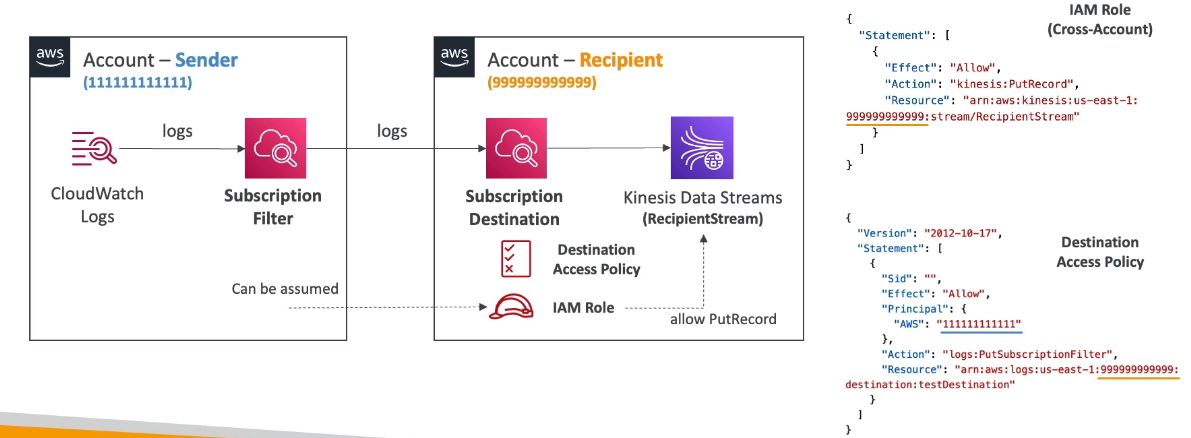 aws
Account – Sender
(111111111111)
logs
CloudWatch
Logs
Subscription
Filter
Can be assumed
logs
aws
Account – Recipient
(999999999999)
Subscription
Destination
Kinesis Data Streams
(RecipientStream)
Destination
Access Policy
IAM Role
allow PutRecord
IAM Role
(Cross-Account)
{
"Statement": [
{
"Effect": "Allow",
"Action": "kinesis:PutRecord",
"Resource": "arn:aws:kinesis:us-east-1:
999999999999:stream/RecipientStream"
}
]
}
Destination
Access Policy
{
"Version": "2012-10-17",
"Statement": [
{
"Sid": "",
"Effect": "Allow",
"Principal": {
"AWS": "111111111111"
},
"Action": "logs:PutSubscriptionFilter",
"Resource": "arn:aws:logs:us-east-1:999999999999:
destination:testDestination"
}
]
}